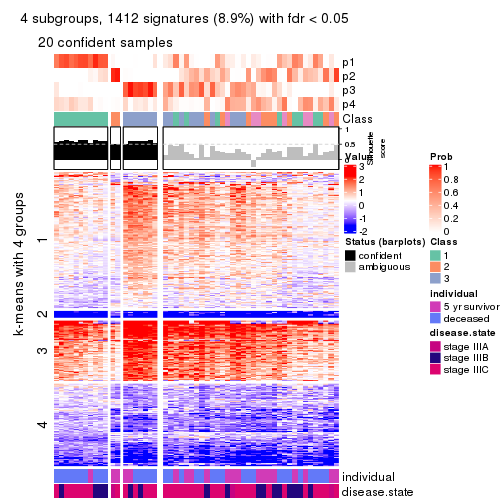 4 subgroups, 1412 signatures (8.9%) with fdr < 0.05
20 confident samples
p1
p2
p3
p4
Class
1
0.5
0
Silhouette
score
k-means with 4 groups
1
2
3
4
individual
disease.state
Value
3
2
1
0
-1
-2
Status (barplots)
confident
ambiguous
Prob
1
0.8
0.6
0.4
0.2
0
Class
2
3
individual
5 yr survivor
deceased
disease.state
stage IIIA
stage IIIB
stage IIIC